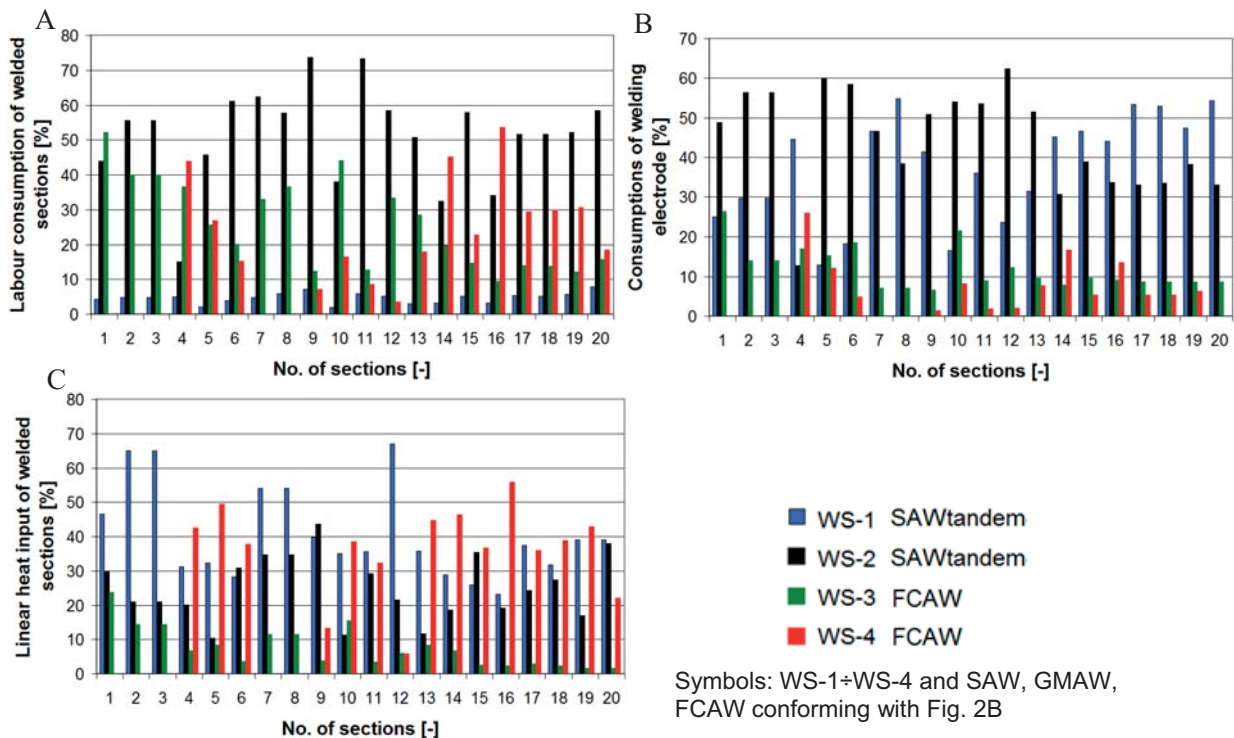 A
Labour consumption of welded
sections [%]
80
70
60
50
40
30
20
10
0
1 2 3 4 5 6 7 8 9 10 11 12 13 14 15 16 17 18 19 20
No. of sections [-]
B
Consumptions of welding
electrode [%]
70
60
50
40
30
20
10
0
1 2 3 4 5 6 7 8 9 10 11 12 13 14 15 16 17 18 19 20
No. of sections [-]
C
Linear heat input of welded
sections [%]
80
70
60
50
40
30
20
10
0
1 2 3 4 5 6 7 8 9 10 11 12 13 14 15 16 17 18 19 20
No. of sections [-]
WS-1 SAWtandem
WS-2 SAWtandem
WS-3 FCAW
WS-4 FCAW
Symbols: WS-1÷WS-4 and SAW, GMAW,
FCAW conforming with Fig. 2B